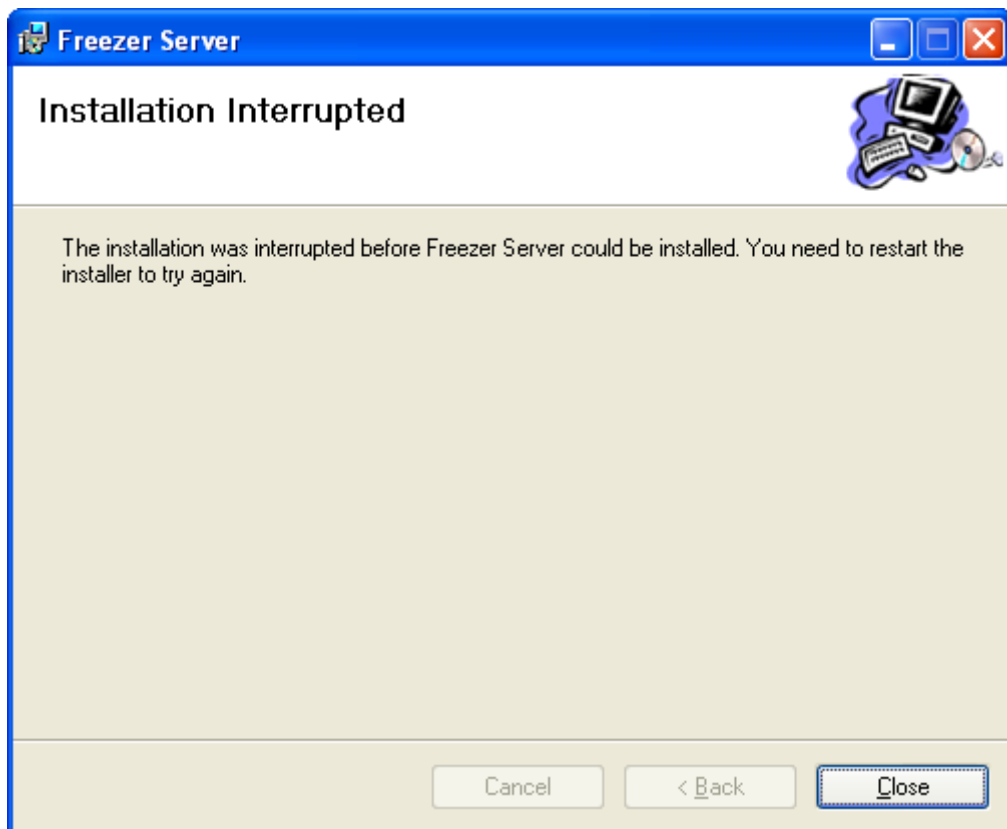 Freezer Server
Installation Interrupted
The installation was interrupted before Freezer Server could be installed. You need to restart the
installer to try again.
Cancel
< Back
Close